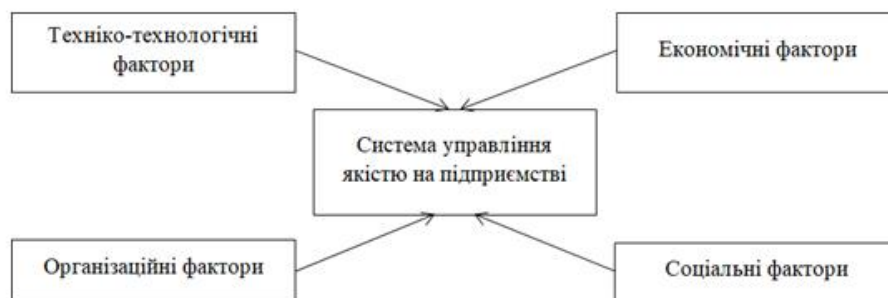 Техніко-технологічні
фактори
Економічні фактори
Система управління
якістю на підприємстві
Організаційні фактори
Соціальні фактори